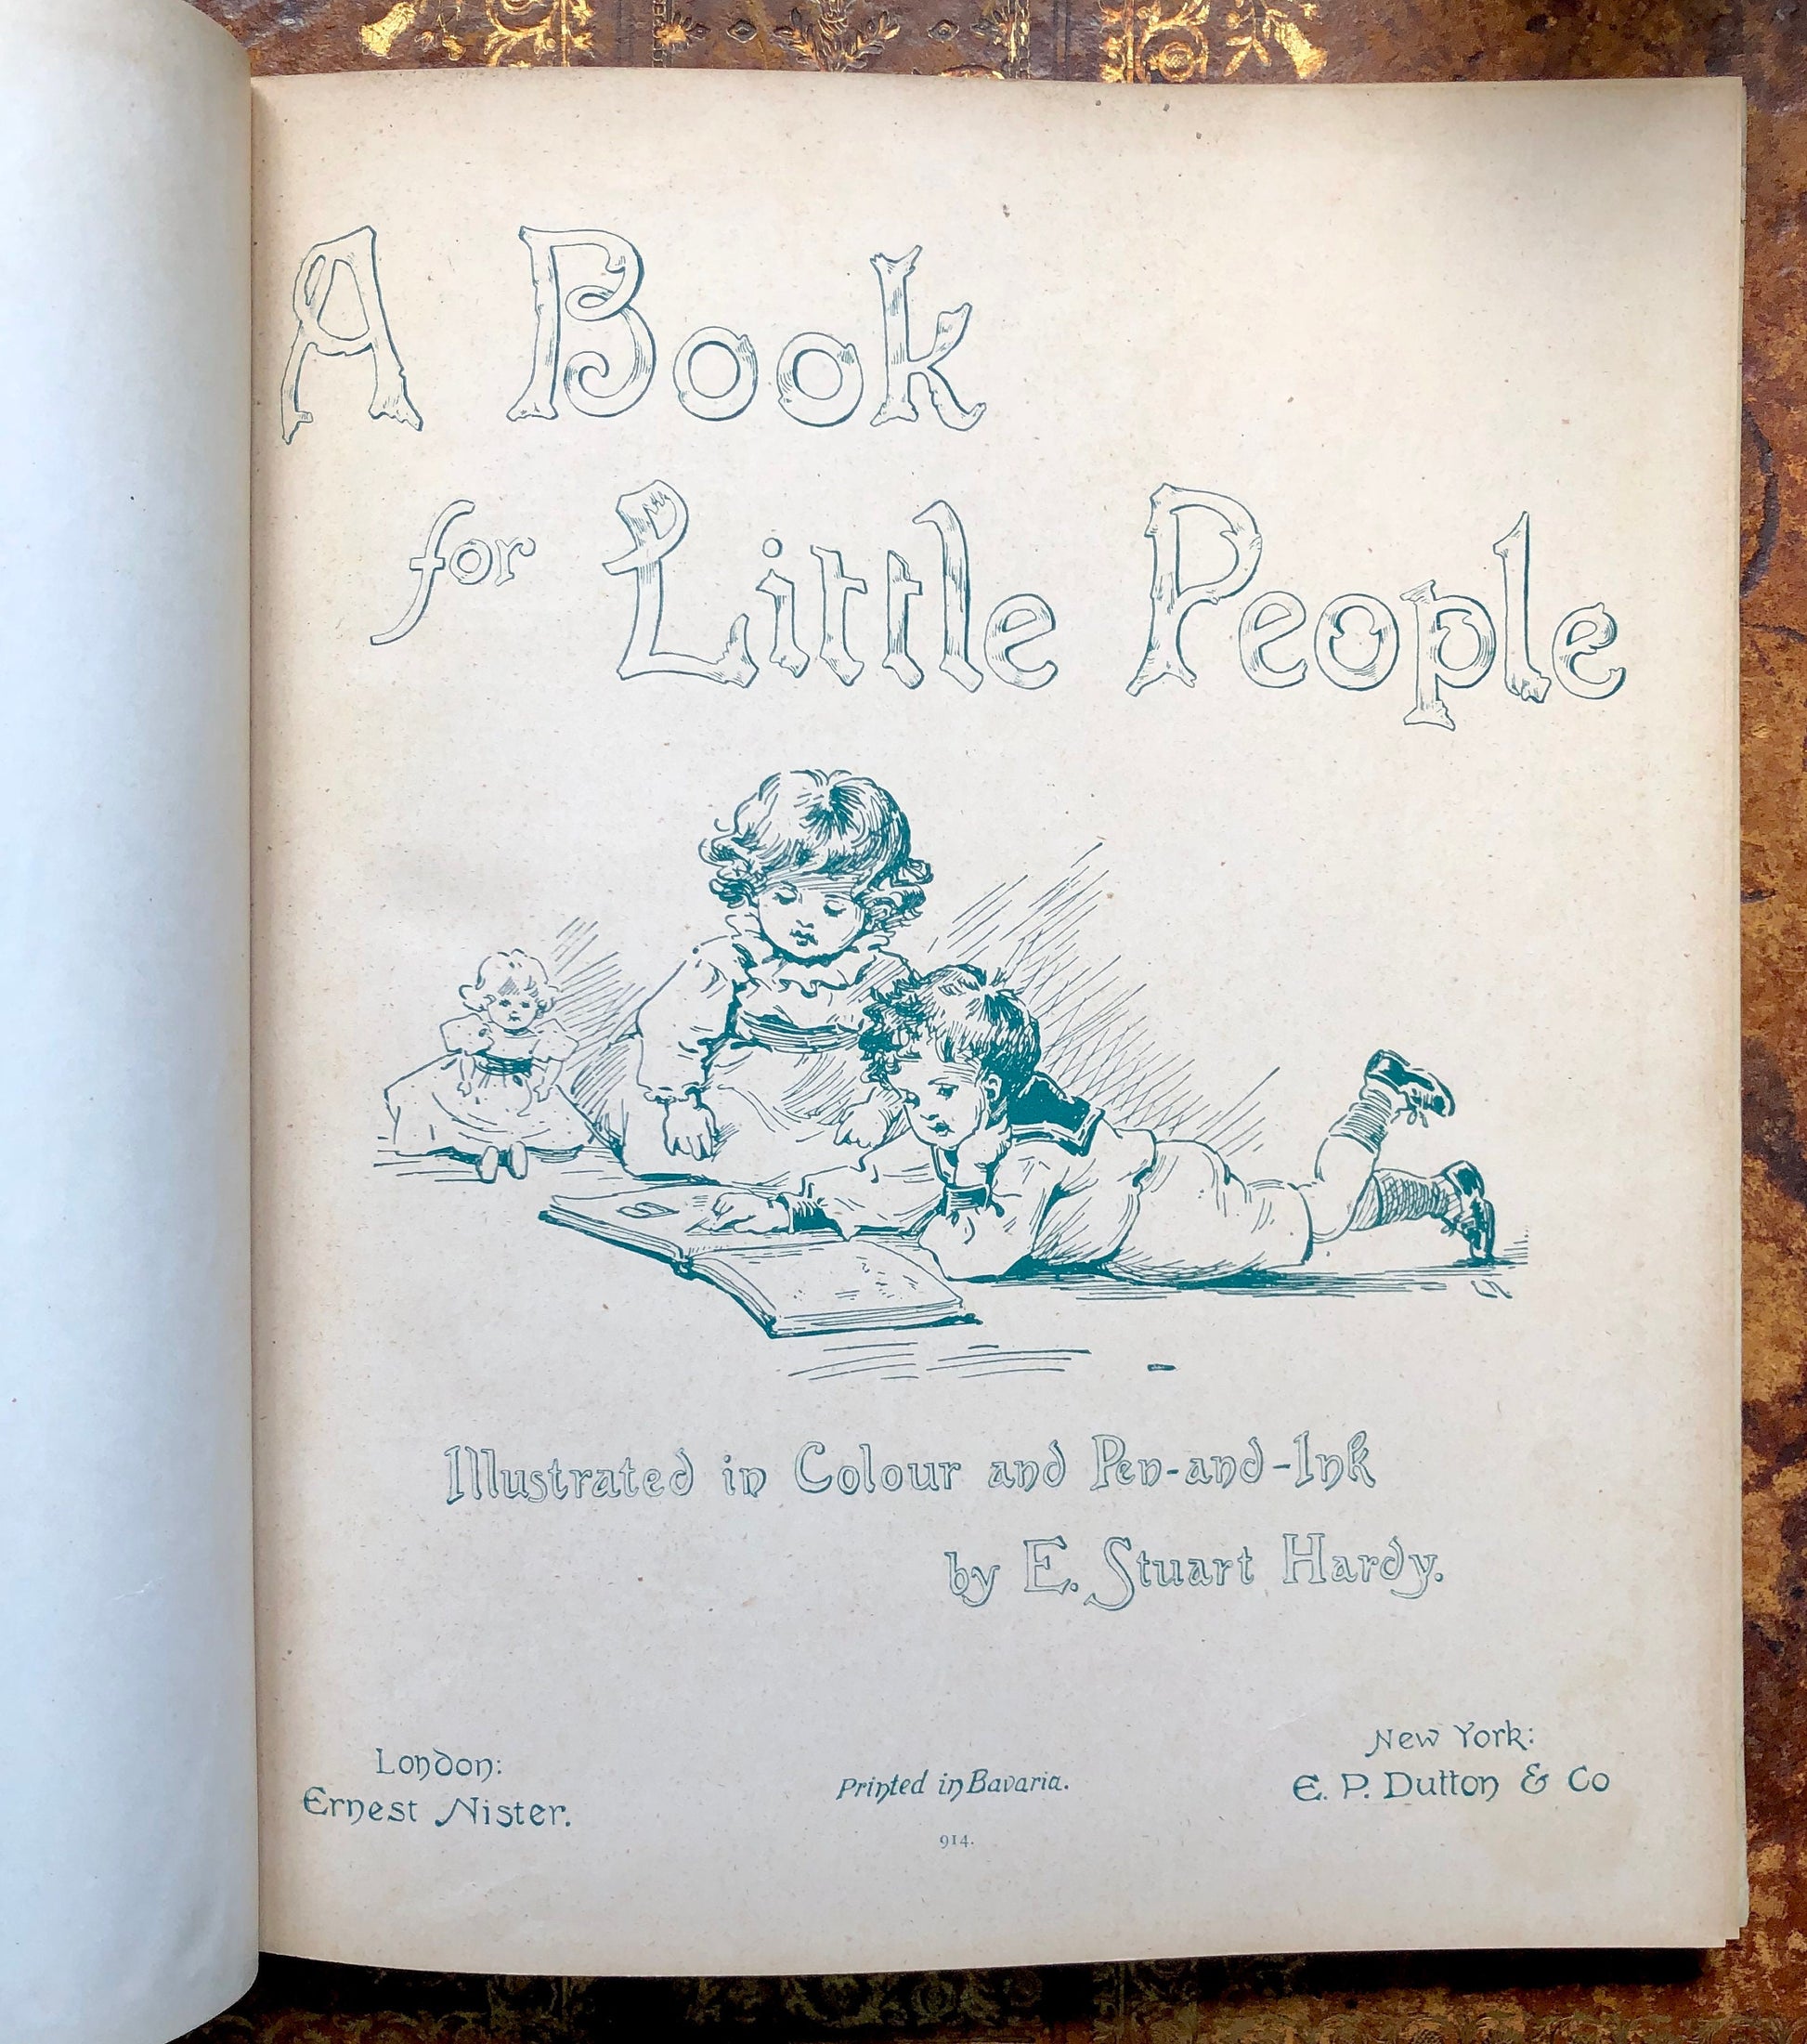 A Book
for Little People
Illustrated in Colour and Pen-and-Ink
by E. Stuart Hardy.
London:
Ernest Nister.
Printed in Bavaria.
914.
New York:
E. P. Dutton & Co